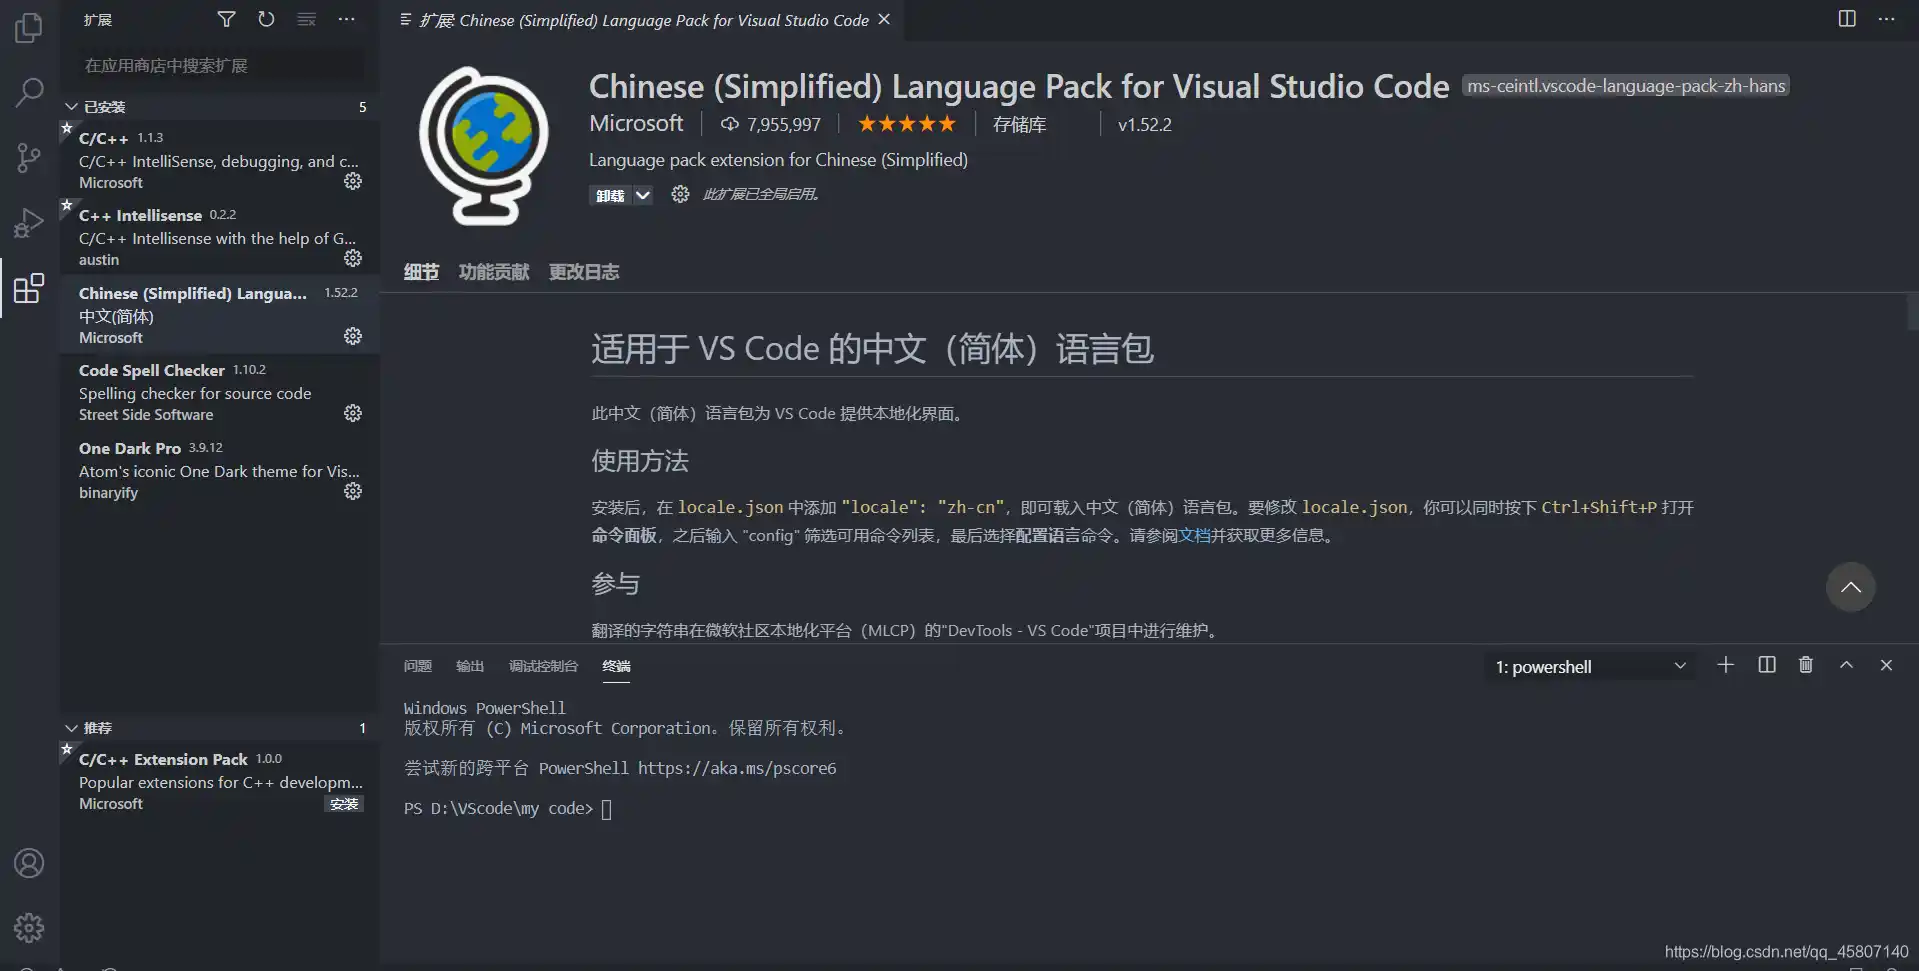 扩展
扩展: Chinese (Simplified) Language Pack for Visual Studio Code
在应用商店中搜索扩展
已安装 5
C/C++ 1.1.3
C/C++ IntelliSense, debugging, and c...
Microsoft
C++ Intellisense 0.2.2
C/C++ Intellisense with the help of G...
austin
Chinese (Simplified) Langua... 1.52.2
中文(简体)
Microsoft
Code Spell Checker 1.10.2
Spelling checker for source code
Street Side Software
One Dark Pro 3.9.12
Atom's iconic One Dark theme for Vis...
binaryify
推荐 1
C/C++ Extension Pack 1.0.0
Popular extensions for C++ developm...
Microsoft 安装
Chinese (Simplified) Language Pack for Visual Studio Code ms-ceintl.vscode-language-pack-zh-hans
Microsoft 7,955,997 ★★★★★ 存储库 v1.52.2
Language pack extension for Chinese (Simplified)
卸载 此扩展已全局启用。
细节 功能贡献 更改日志
适用于 VS Code 的中文（简体）语言包
此中文（简体）语言包为 VS Code 提供本地化界面。
使用方法
安装后，在 locale.json 中添加 "locale": "zh-cn"，即可载入中文（简体）语言包。要修改 locale.json，你可以同时按下 Ctrl+Shift+P 打开
命令面板，之后输入 "config" 筛选可用命令列表，最后选择配置语言命令。请参阅文档并获取更多信息。
参与
翻译的字符串在微软社区本地化平台（MLCP）的"DevTools - VS Code"项目中进行维护。
问题 输出 调试控制台 终端 1: powershell
Windows PowerShell
版权所有 (C) Microsoft Corporation。保留所有权利。
尝试新的跨平台 PowerShell https://aka.ms/pscore6
PS D:\VScode\my code>
https://blog.csdn.net/qq_45807140